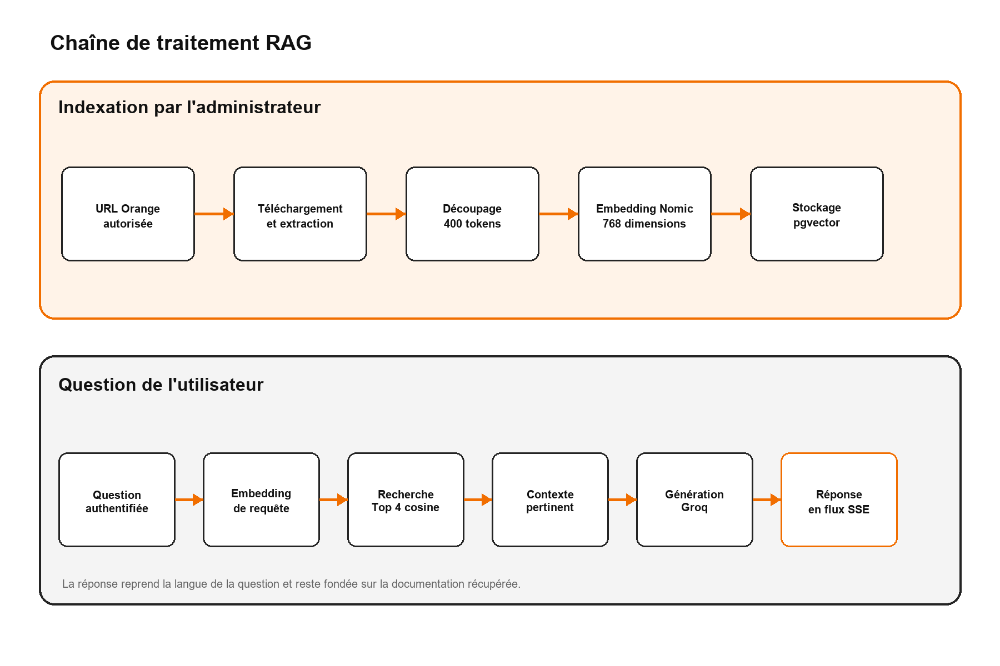 Chaîne de traitement RAG
Indexation par l'administrateur
URL Orange
autorisée
Téléchargement
et extraction
Découpage
400 tokens
Embedding Nomic
768 dimensions
Stockage
pgvector
Question de l'utilisateur
Question
authentifiée
Embedding
de requête
Recherche
Top 4 cosine
Contexte
pertinent
Génération
Groq
Réponse
en flux SSE
La réponse reprend la langue de la question et reste fondée sur la documentation récupérée.